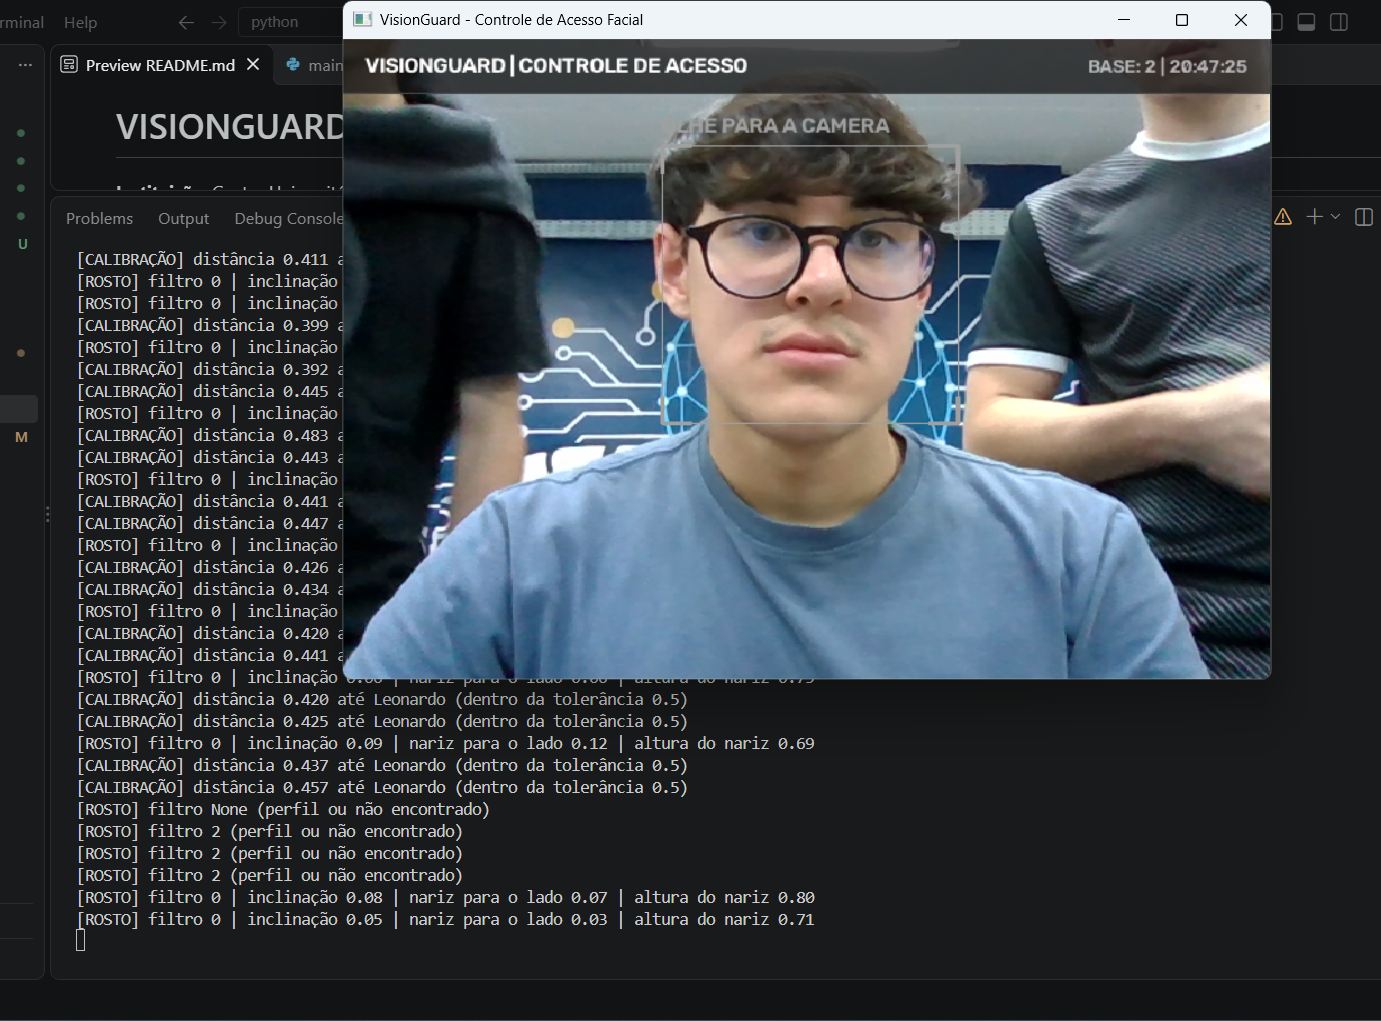 rminal Help
python
VisionGuard - Controle de Acesso Facial
Preview README.md
main
VISIONGUARD | CONTROLE DE ACESSO
BASE: 2 | 20:47:25
VISIONGUARD
PARA A CAMERA
Problems Output Debug Console
U
M
[CALIBRAÇÃO] distância 0.411 a
[ROSTO] filtro 0 | inclinação
[ROSTO] filtro 0 | inclinação
[CALIBRAÇÃO] distância 0.399 a
[ROSTO] filtro 0 | inclinação
[CALIBRAÇÃO] distância 0.392 a
[CALIBRAÇÃO] distância 0.445 a
[ROSTO] filtro 0 | inclinação
[CALIBRAÇÃO] distância 0.483 a
[CALIBRAÇÃO] distância 0.443 a
[ROSTO] filtro 0 | inclinação
[CALIBRAÇÃO] distância 0.441 a
[CALIBRAÇÃO] distância 0.447 a
[ROSTO] filtro 0 | inclinação
[CALIBRAÇÃO] distância 0.426 a
[CALIBRAÇÃO] distância 0.434 a
[ROSTO] filtro 0 | inclinação
[CALIBRAÇÃO] distância 0.420 a
[CALIBRAÇÃO] distância 0.441 a
[ROSTO] filtro 0 | inclinação
[CALIBRAÇÃO] distância 0.420 até Leonardo (dentro da tolerância 0.5)
[CALIBRAÇÃO] distância 0.425 até Leonardo (dentro da tolerância 0.5)
[ROSTO] filtro 0 | inclinação 0.09 | nariz para o lado 0.12 | altura do nariz 0.69
[CALIBRAÇÃO] distância 0.437 até Leonardo (dentro da tolerância 0.5)
[CALIBRAÇÃO] distância 0.457 até Leonardo (dentro da tolerância 0.5)
[ROSTO] filtro None (perfil ou não encontrado)
[ROSTO] filtro 2 (perfil ou não encontrado)
[ROSTO] filtro 2 (perfil ou não encontrado)
[ROSTO] filtro 2 (perfil ou não encontrado)
[ROSTO] filtro 0 | inclinação 0.08 | nariz para o lado 0.07 | altura do nariz 0.80
[ROSTO] filtro 0 | inclinação 0.05 | nariz para o lado 0.03 | altura do nariz 0.71